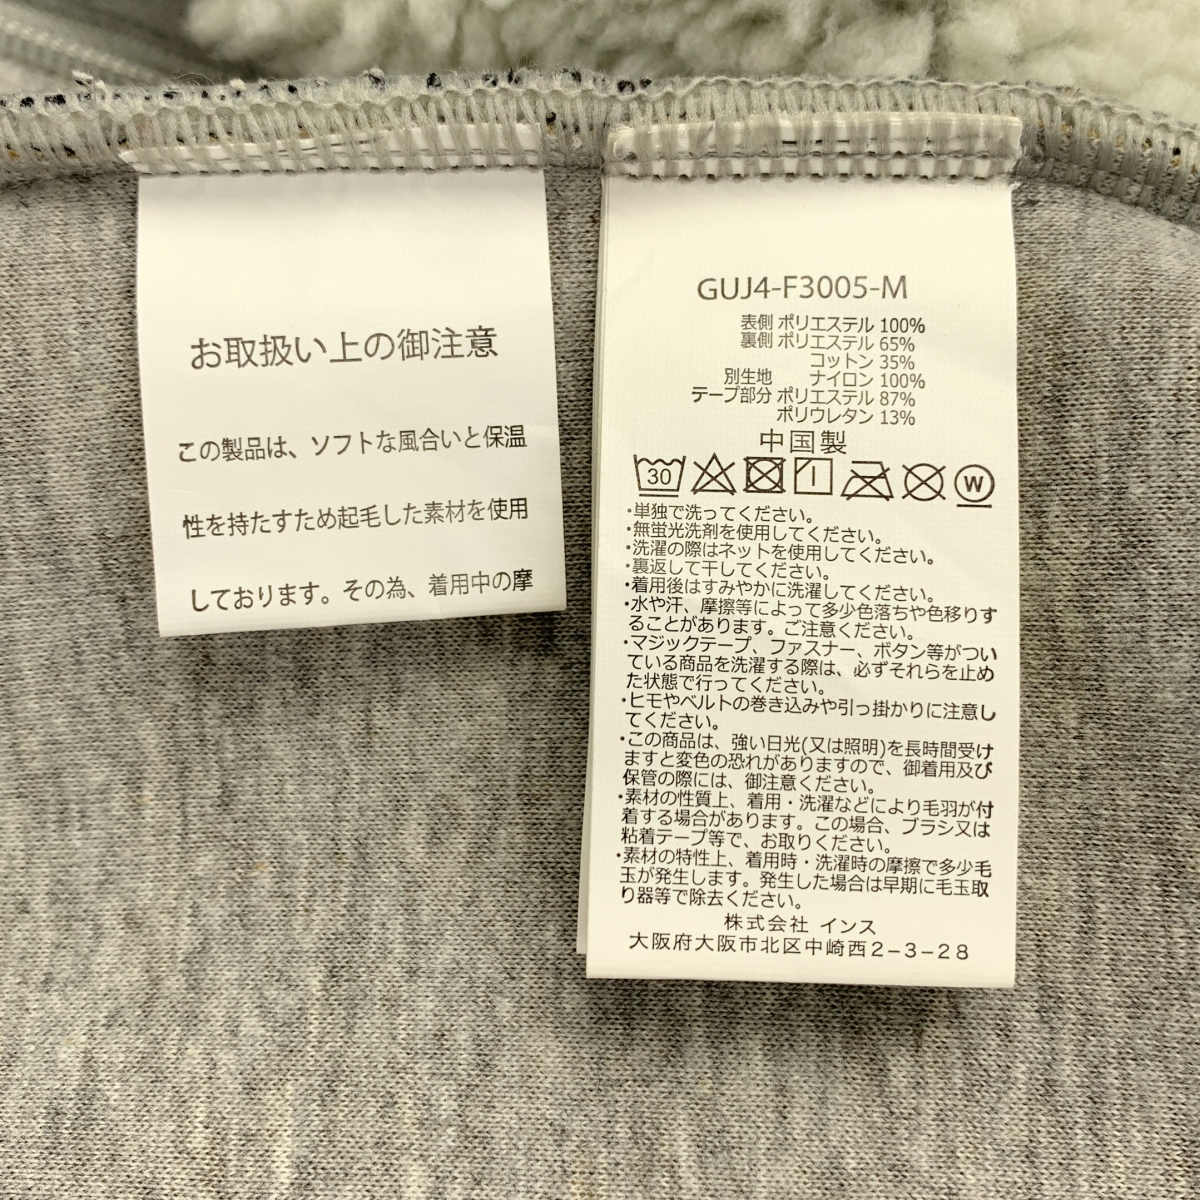 お取扱い上の御注意
この製品は、ソフトな風合いと保温
性を持たすため起毛した素材を使用
しております。その為、着用中の摩
GUJ4-F3005-M
表側 ポリエステル 100%
裏側 ポリエステル 65%
コットン 35%
別生地 ナイロン 100%
テープ部分 ポリエステル 87%
ポリウレタン 13%
中国製
30 W
・単独で洗ってください。
・無蛍光洗剤を使用してください。
・洗濯の際はネットを使用してください。
・裏返して干してください。
・着用後はすみやかに洗濯してください。
・水や汗、摩擦等によって多少色落ちや色移りす
ることがあります。ご注意ください。
・マジックテープ、ファスナー、ボタン等がつい
ている商品を洗濯する際は、必ずそれらを止め
た状態で行ってください。
・ヒモやベルトの巻き込みや引っ掛かりに注意し
てください。
・この商品は、強い日光(又は照明)を長時間受け
ますと変色の恐れがありますので、御着用及び
保管の際には、御注意ください。
・素材の性質上、着用・洗濯などにより毛羽が付
着する場合があります。この場合、ブラシ又は
粘着テープ等で、お取りください。
・素材の特性上、着用時・洗濯時の摩擦で多少毛
玉が発生します。発生した場合は早期に毛玉取
り器等で除去ください。
株式会社 インス
大阪府大阪市北区中崎西2-3-28